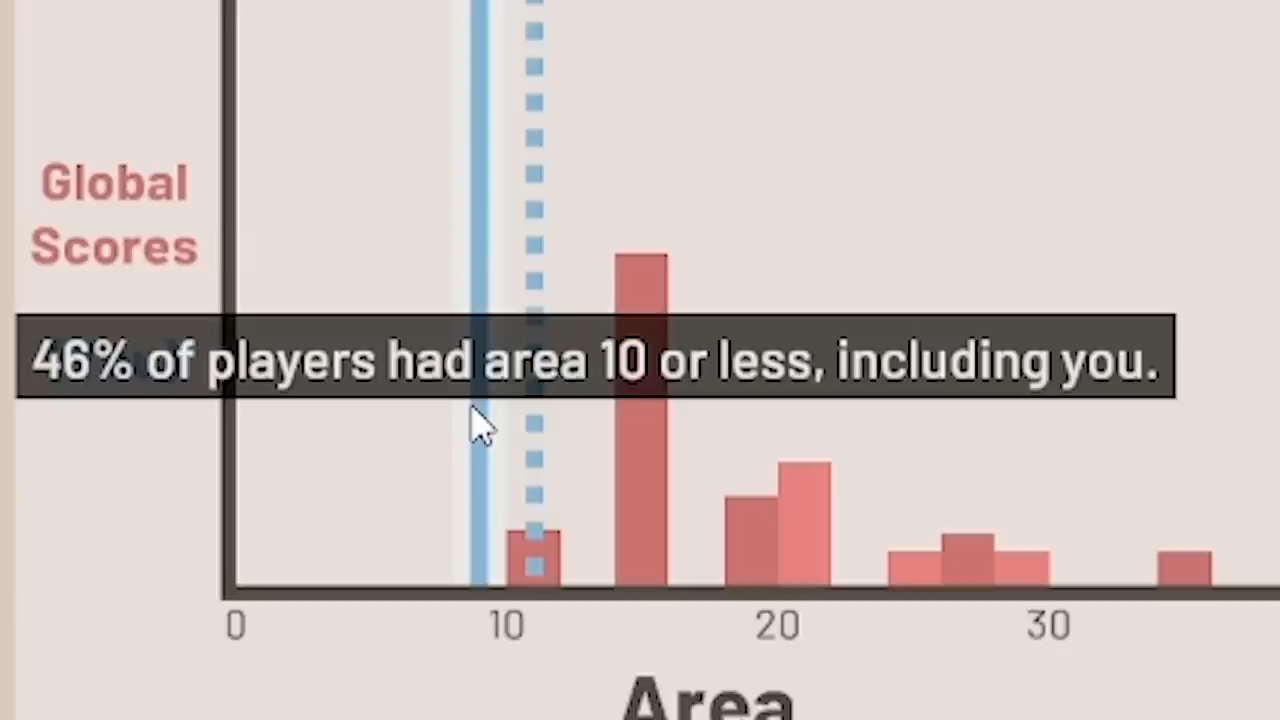 Global
Scores
46% of players had area 10 or less, including you.
0 10 20 30
Area